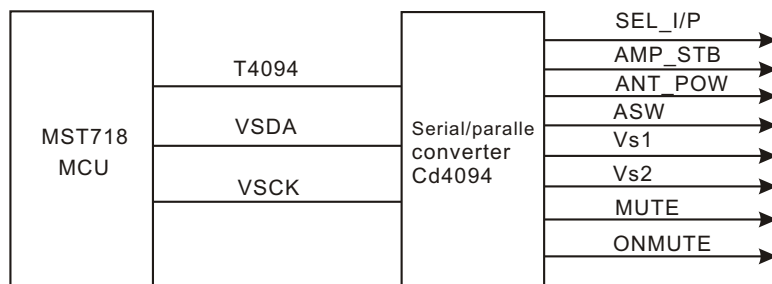 MST718
MCU
T4094
VSDA
VSCK
Serial/paralle
converter
Cd4094
SEL_I/P
AMP_STB
ANT_POW
ASW
Vs1
Vs2
MUTE
ONMUTE